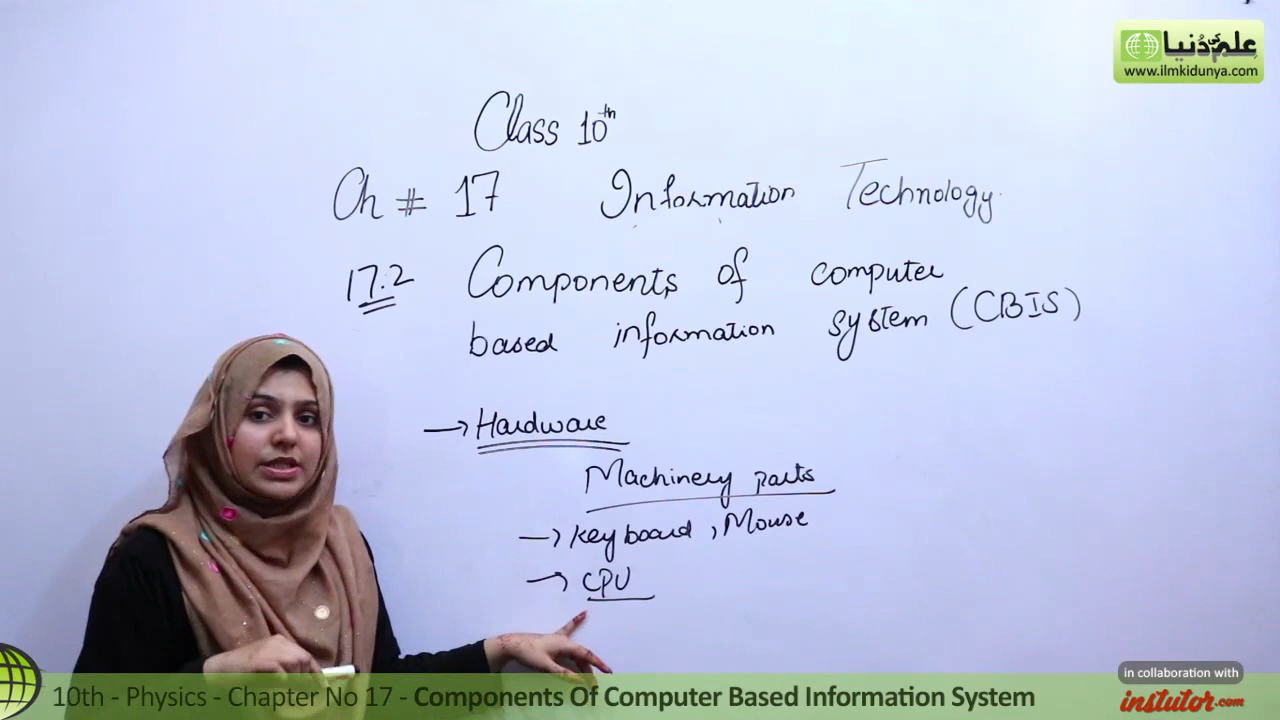 علم کی دنیا
www.ilmkidunya.com
Class 10th
Ch # 17 Information Technology
17.2 Components of computer
based information system (CBIS)
→ Hardware
Machinery parts
→ Keyboard, Mouse
→ CPU
in collaboration with
instutor.com
10th - Physics - Chapter No 17 - Components Of Computer Based Information System